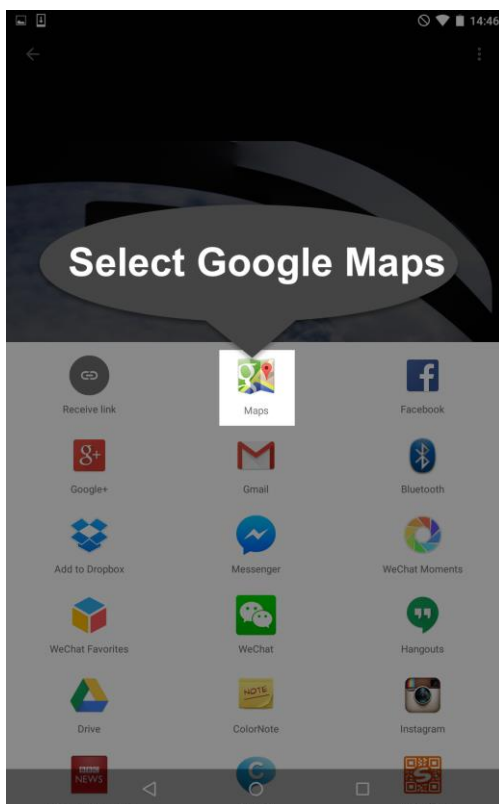 14:46
Select Google Maps
Receive link
Maps
Facebook
Google+
Gmail
Bluetooth
Add to Dropbox
Messenger
WeChat Moments
WeChat Favorites
WeChat
Hangouts
Drive
NOTE
ColorNote
Instagram
BBC
NEWS